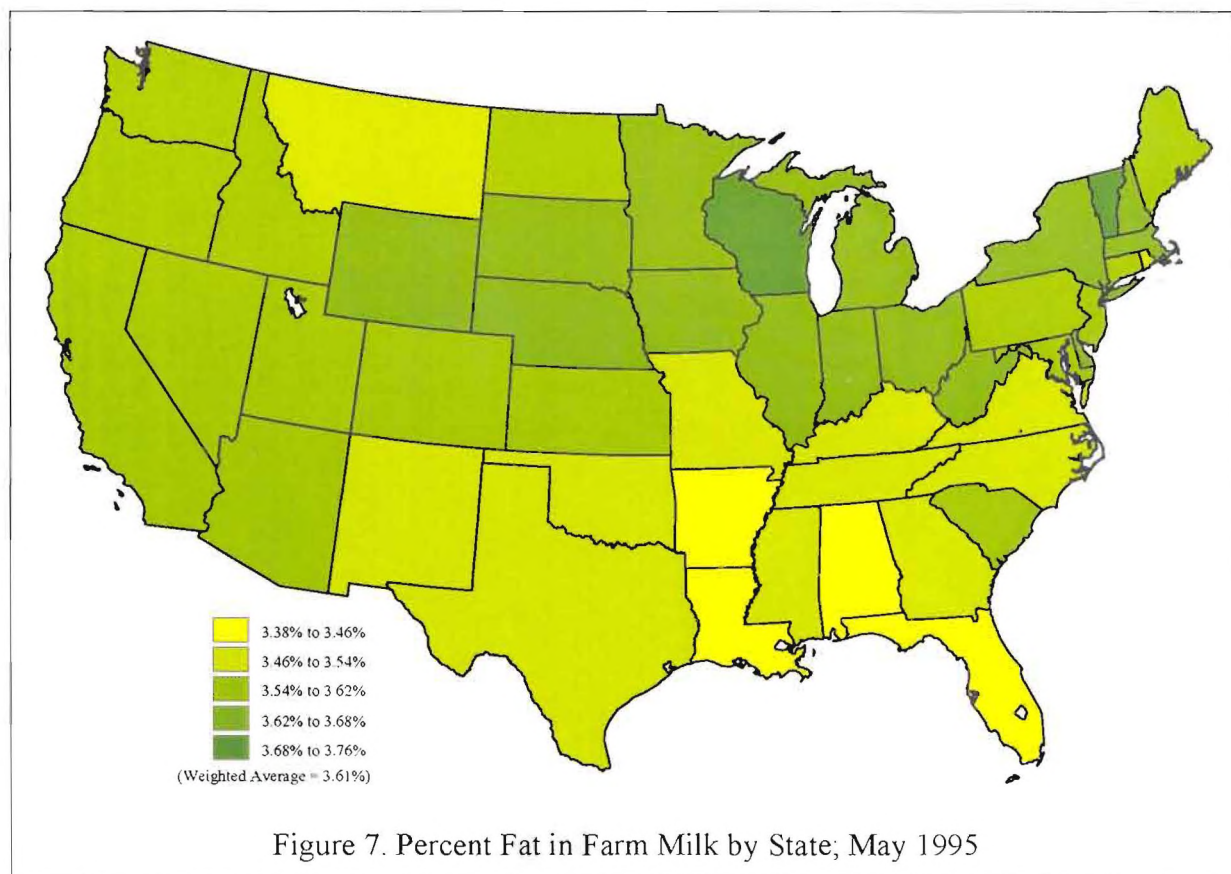 3.38% to 3.46%
3.46% to 3.54%
3.54% to 3.62%
3.62% to 3.68%
3.68% to 3.76%
(Weighted Average = 3.61%)
Figure 7. Percent Fat in Farm Milk by State; May 1995